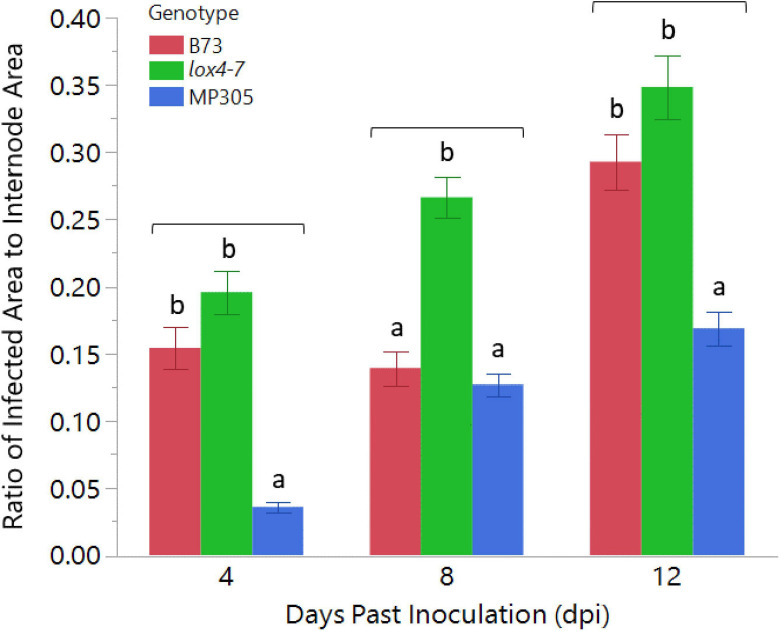 Genotype
B73
lox4-7
MP305
Ratio of Infected Area to Internode Area
0.40
0.35
0.30
0.25
0.20
0.15
0.10
0.05
0.00
b
b
a
a
b
a
b
b
a
4
8
12
Days Past Inoculation (dpi)